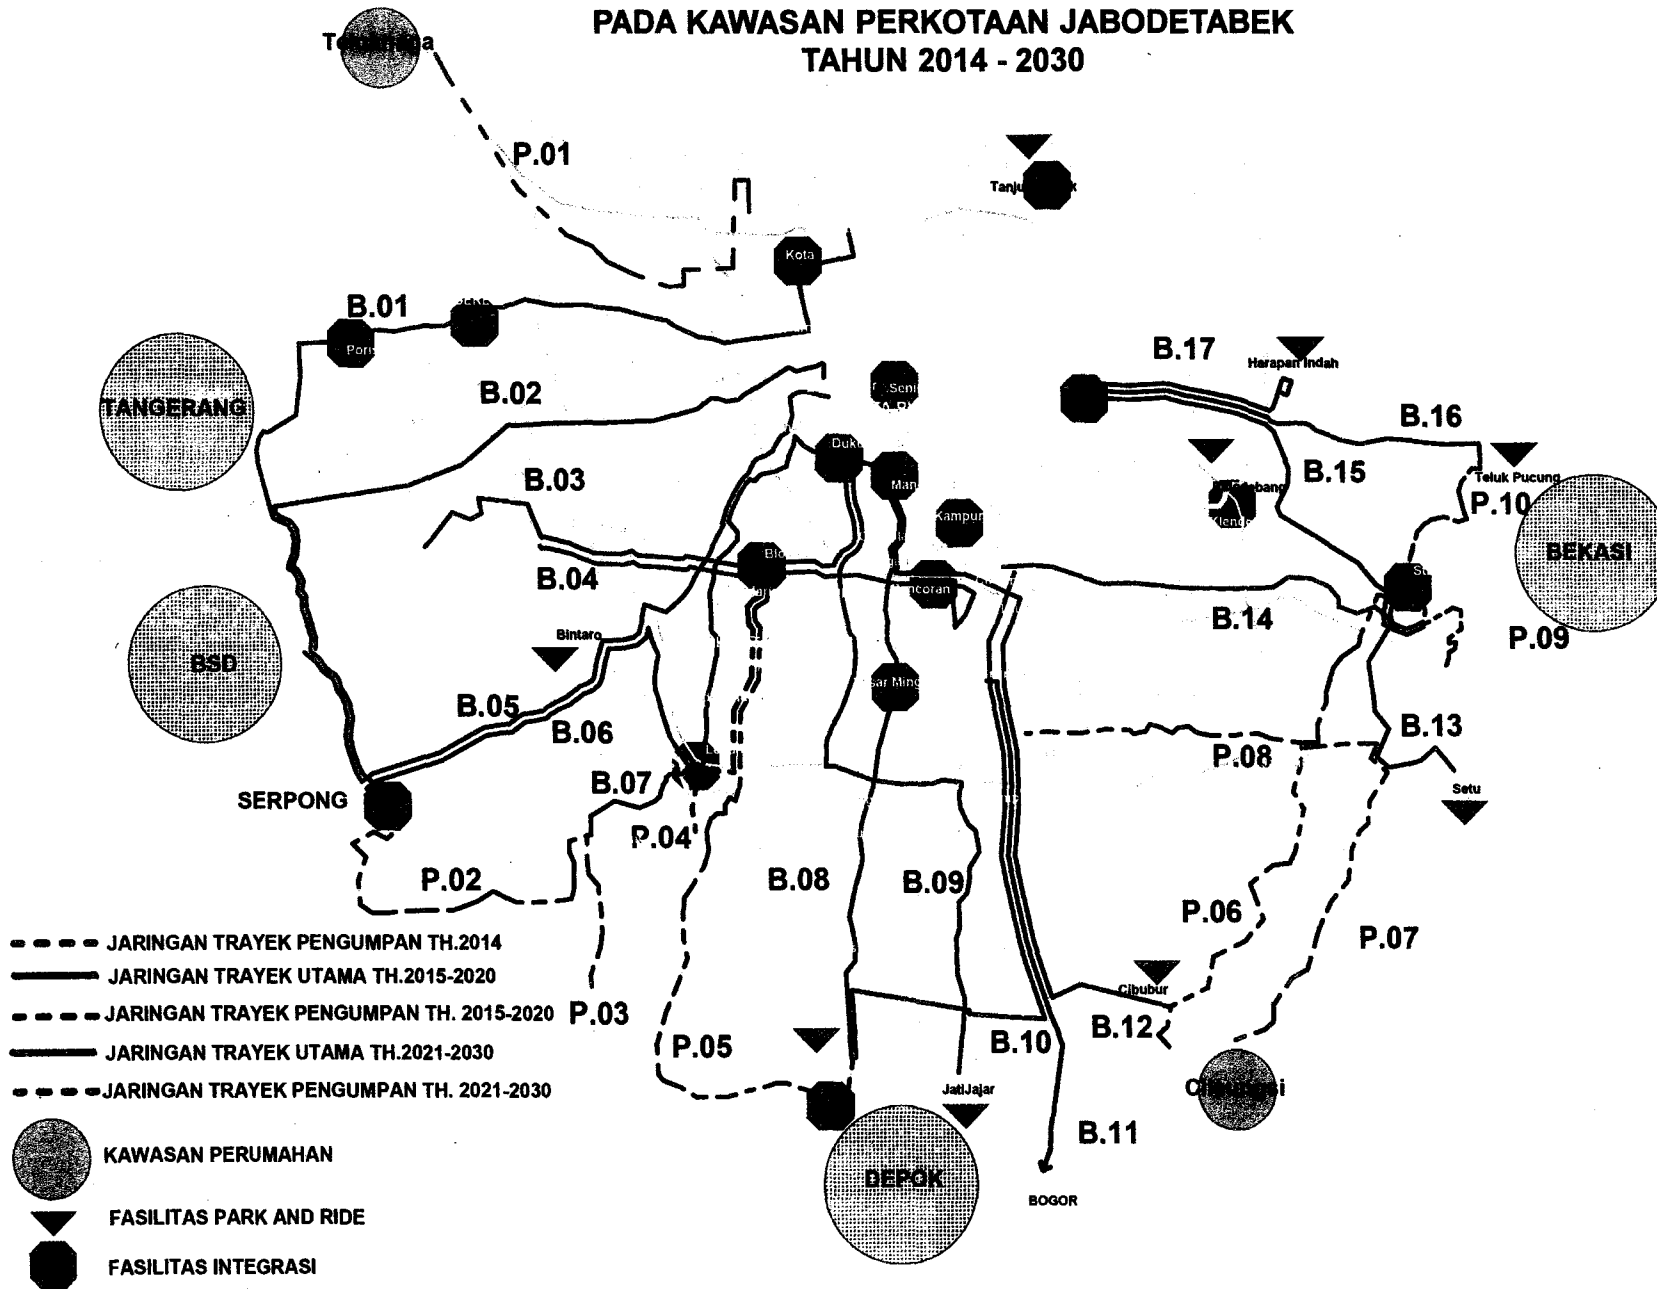 PADA KAWASAN PERKOTAAN JABODETABEK
TAHUN 2014 - 2030
P.01
Kota
B.01
TANGERANG
B.02
B.17
Harapan Indah
B.16
B.03
B.15
Teluk Pucung
P.10
BEKASI
B.04
B.14
P.09
Bintaro
BSD
B.05
B.06
B.13
P.08
B.07
SERPONG
Setu
P.04
P.02
B.08
B.09
P.06
P.07
JARINGAN TRAYEK PENGUMPAN TH.2014
JARINGAN TRAYEK UTAMA TH.2015-2020
JARINGAN TRAYEK PENGUMPAN TH. 2015-2020
P.03
Cibubur
B.12
B.10
P.05
JARINGAN TRAYEK UTAMA TH.2021-2030
JARINGAN TRAYEK PENGUMPAN TH. 2021-2030
JatiJajar
B.11
KAWASAN PERUMAHAN
DEPOK
BOGOR
FASILITAS PARK AND RIDE
FASILITAS INTEGRASI